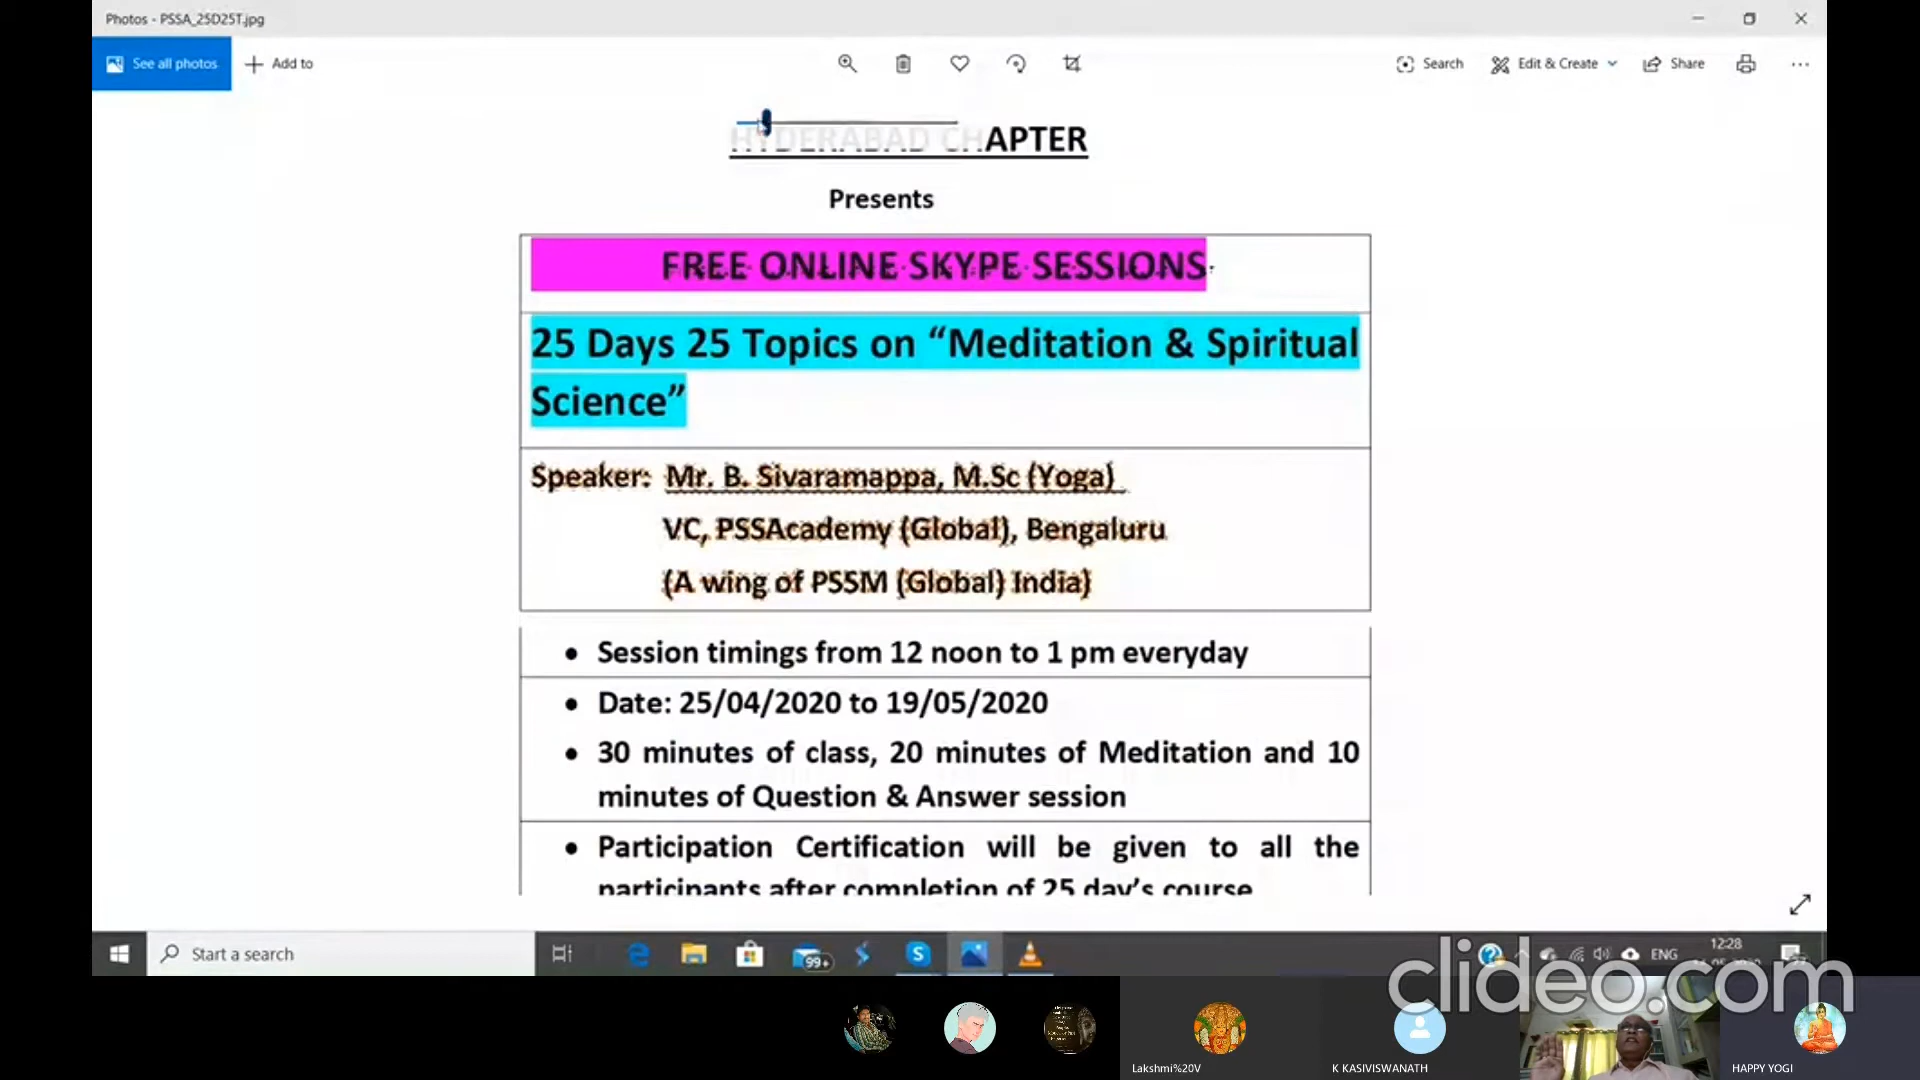 Photos - PSSA_25D25T.jpg
See all photos
Add to
Search
Edit & Create
Share
HYDERABAD CHAPTER
Presents
FREE ONLINE SKYPE SESSIONS
25 Days 25 Topics on “Meditation & Spiritual
Science”
Speaker: Mr. B. Sivaramappa, M.Sc (Yoga)
VC, PSSAcademy (Global), Bengaluru
(A wing of PSSM (Global) India)
• Session timings from 12 noon to 1 pm everyday
• Date: 25/04/2020 to 19/05/2020
• 30 minutes of class, 20 minutes of Meditation and 10
minutes of Question & Answer session
• Participation Certification will be given to all the
participants after completion of 25 day’s course
Start a search
99+
ENG
12:28
clideo.com
Lakshmi%20V
K KASIVISWANATH
HAPPY YOGI